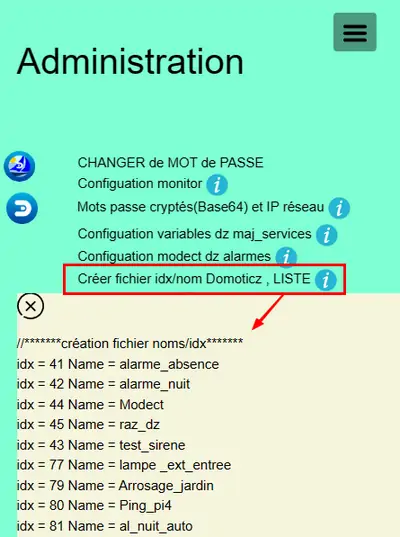 Administration
CHANGER de MOT de PASSE
Configuation monitor
Mots passe cryptés(Base64) et IP réseau
Configuation variables dz maj_services
Configuation modect dz alarmes
Créer fichier idx/nom Domoticz , LISTE
//*******création fichier noms/idx*******
idx = 41 Name = alarme_absence
idx = 42 Name = alarme_nuit
idx = 44 Name = Modect
idx = 45 Name = raz_dz
idx = 43 Name = test_sirene
idx = 77 Name = lampe _ext_entree
idx = 79 Name = Arrosage_jardin
idx = 80 Name = Ping_pi4
idx = 81 Name = al_nuit_auto